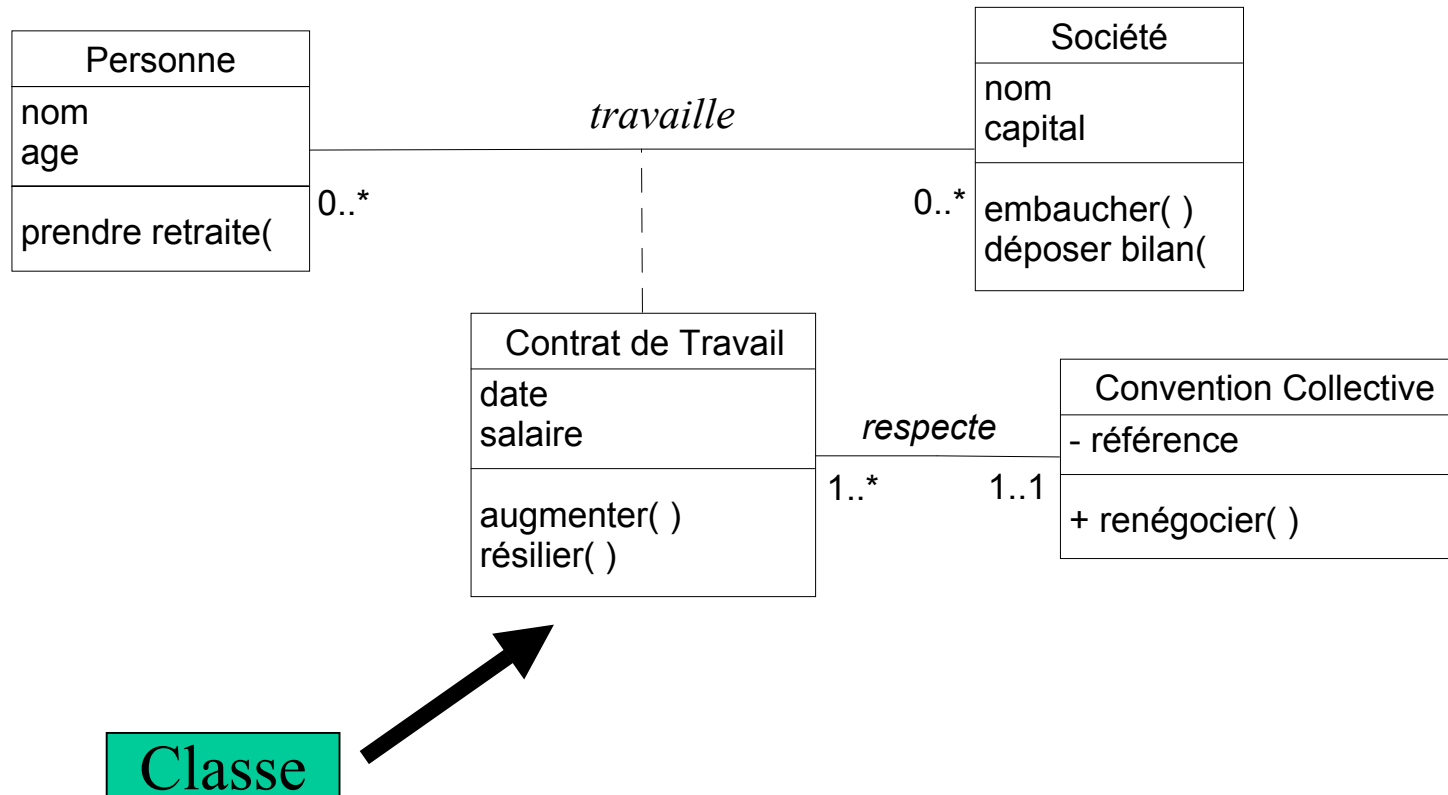 Personne
nom
age
prendre retraite(
0..*
travaille
0..*
Société
nom
capital
embaucher( )
déposer bilan(
Contrat de Travail
date
salaire
augmenter( )
résilier( )
respecte
1..*
1..1
Convention Collective
- référence
+ renégocier( )
Classe